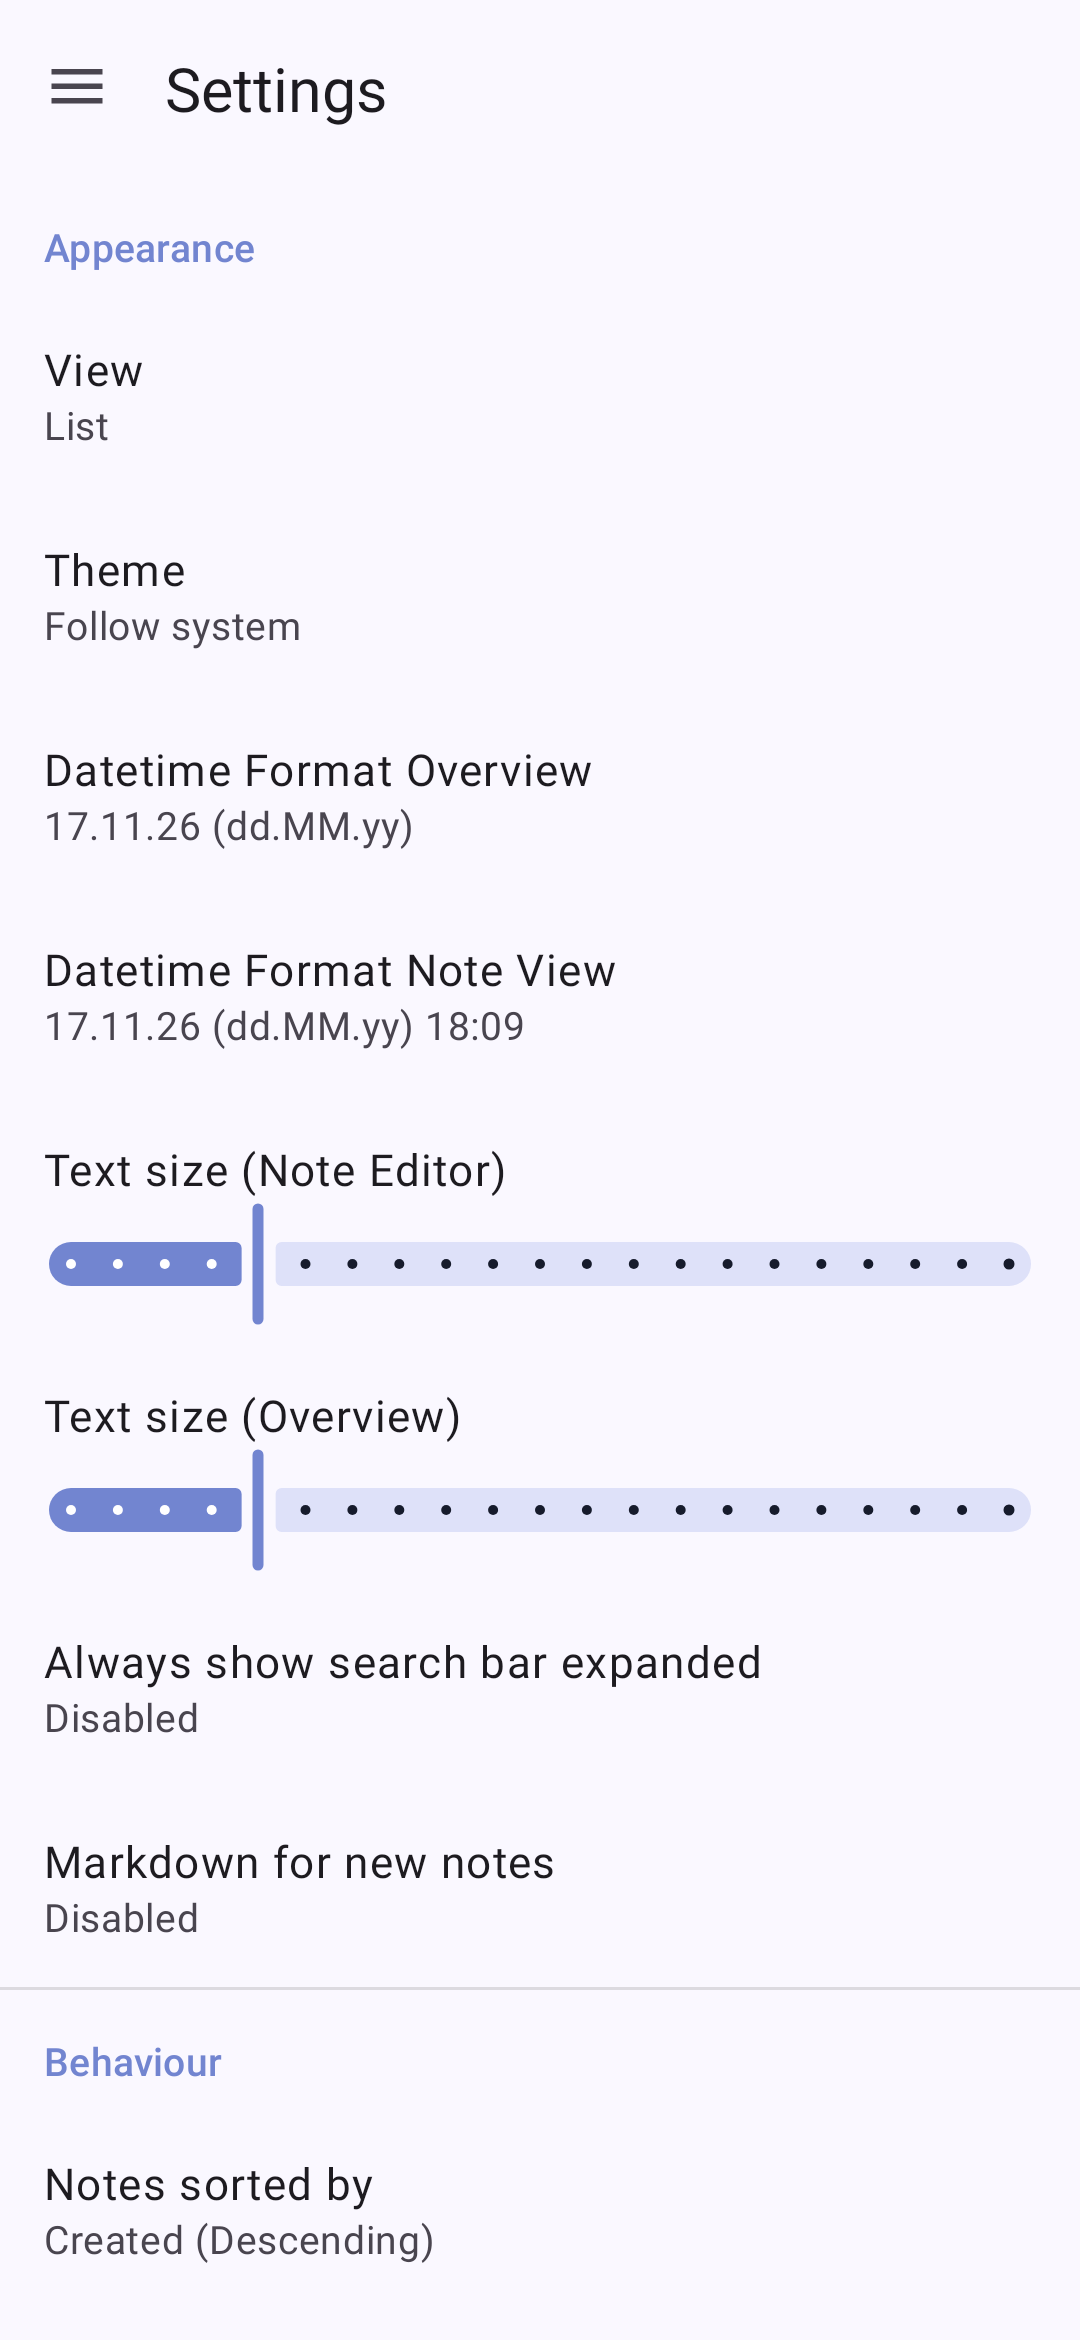 Settings
Appearance
View
List
Theme
Follow system
Datetime Format Overview
17.11.26 (dd.MM.yy)
Datetime Format Note View
17.11.26 (dd.MM.yy) 18:09
Text size (Note Editor)
Text size (Overview)
Always show search bar expanded
Disabled
Markdown for new notes
Disabled
Behaviour
Notes sorted by
Created (Descending)